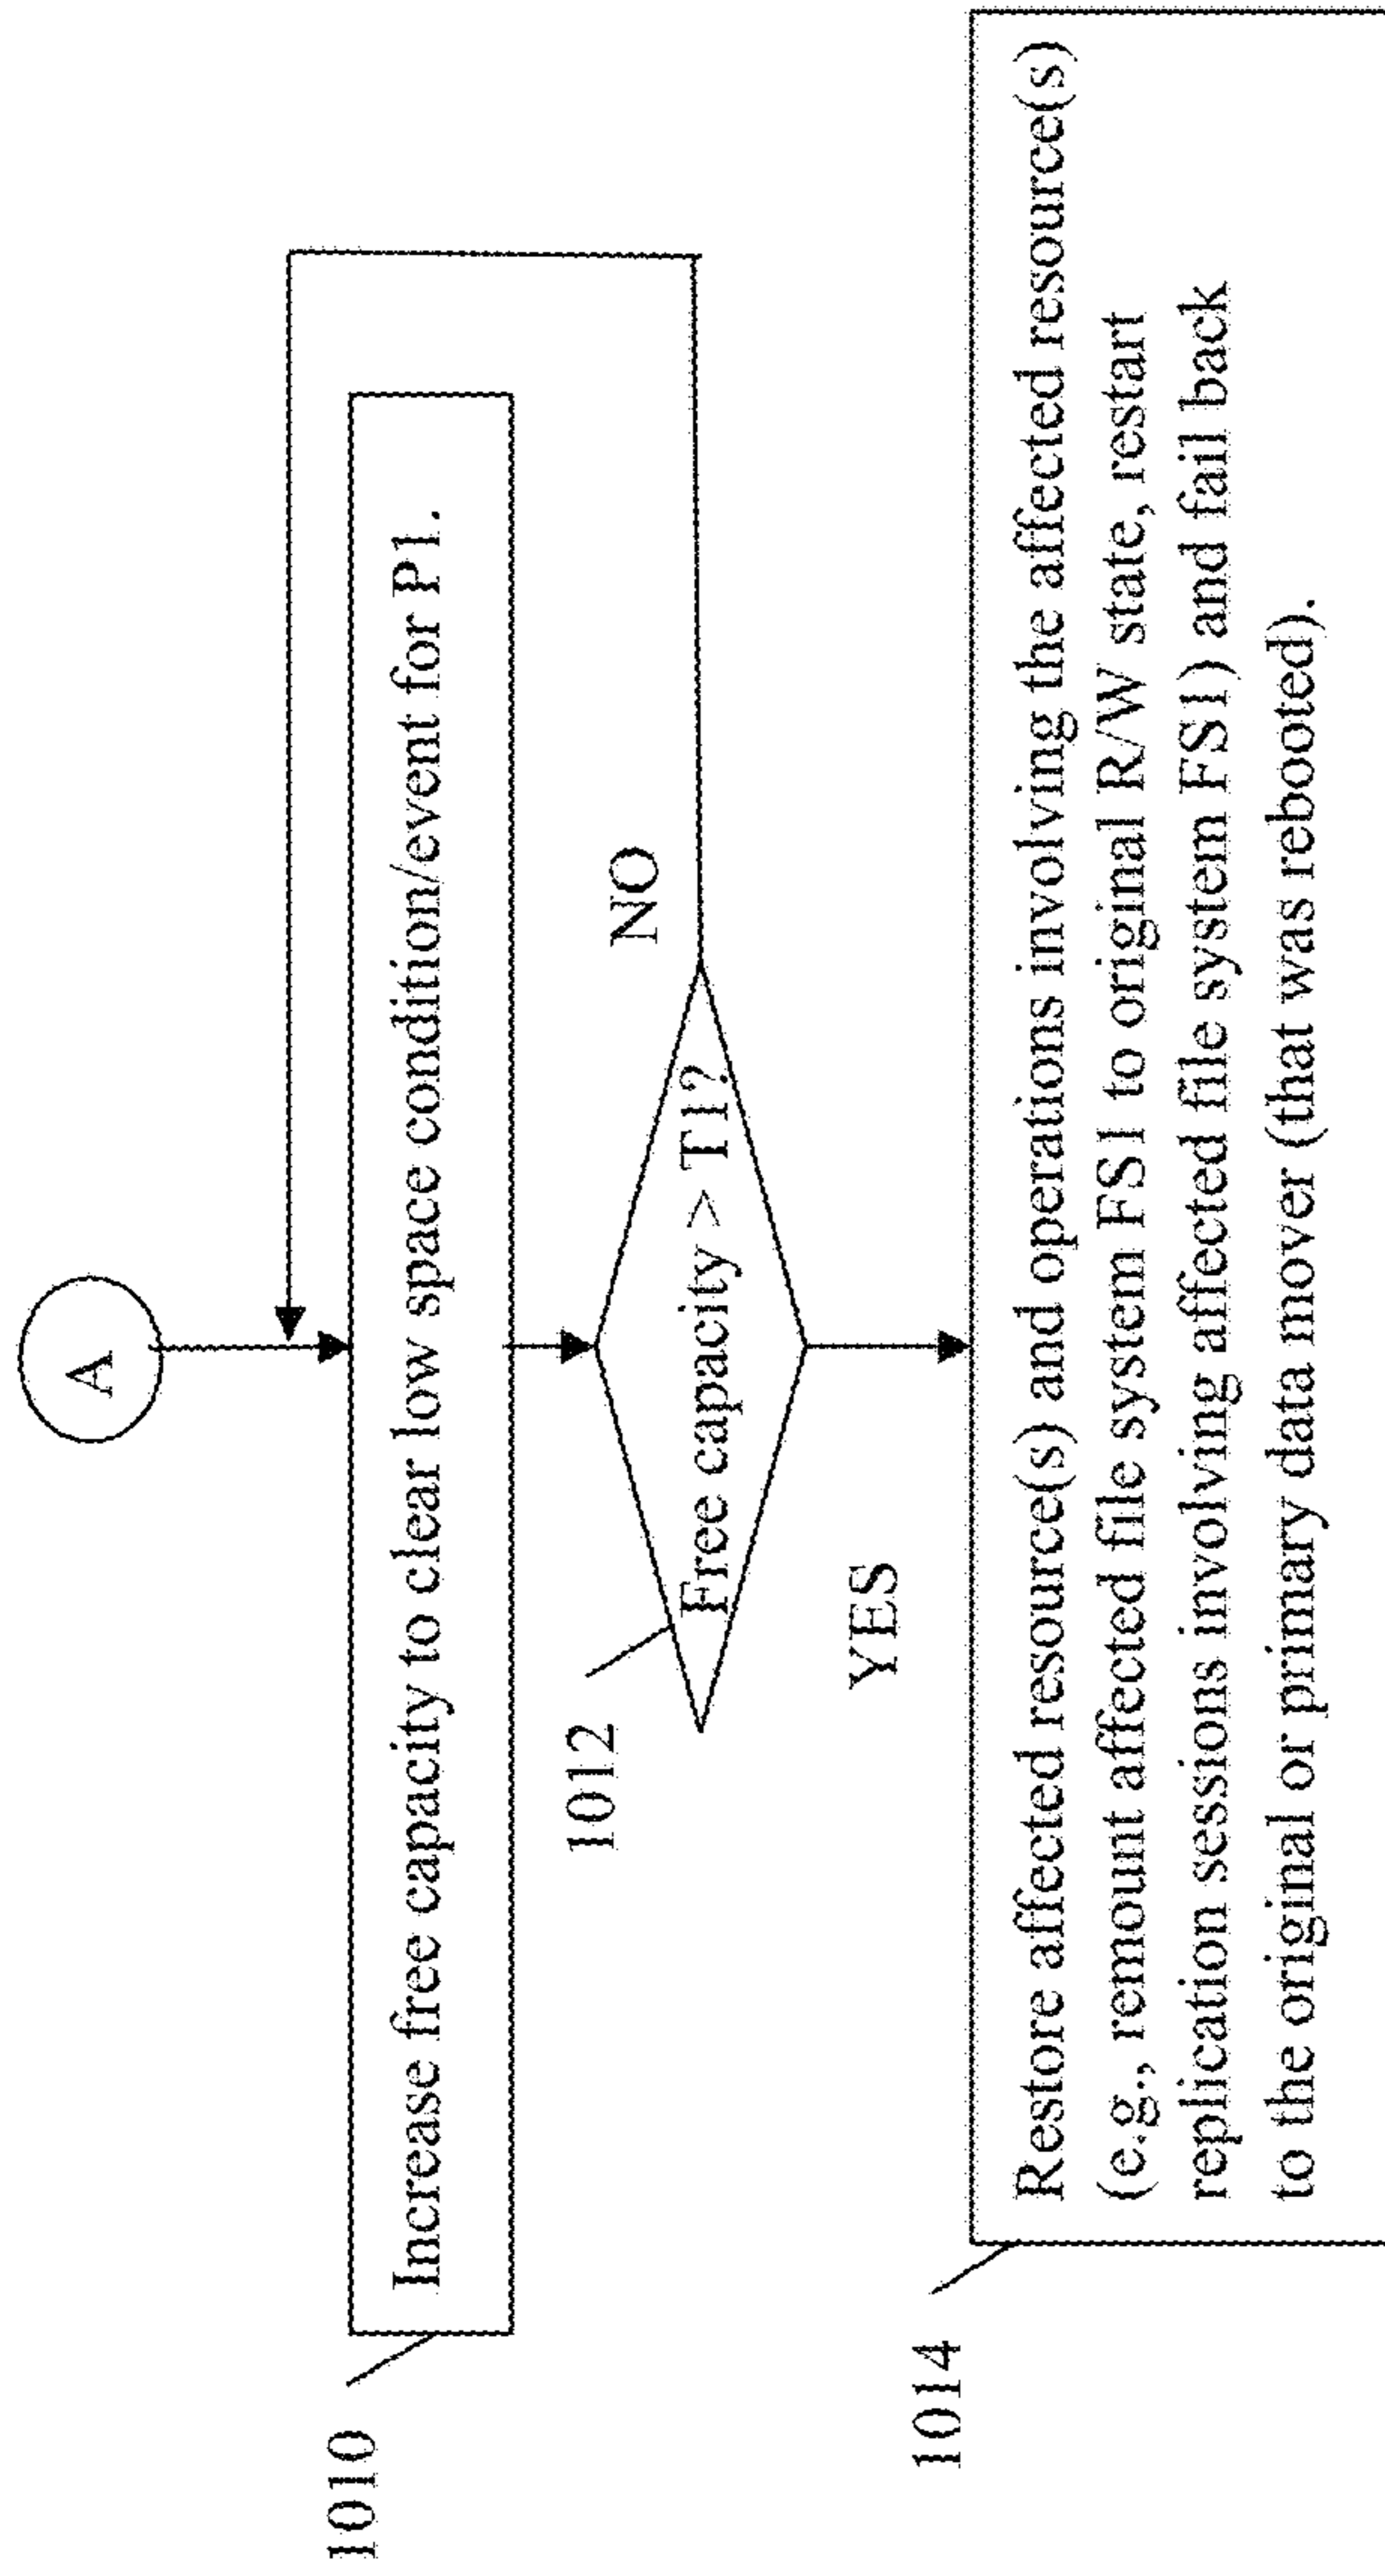 A
1010
Increase free capacity to clear low space condition/event for P1.
1012
Free capacity > T1?
NO
YES
1014
Restore affected resource(s) and operations involving the affected resource(s)
(e.g., remount affected file system FS1 to original R/W state, restart
replication sessions involving affected file system FS1) and fail back
to the original or primary data mover (that was rebooted).